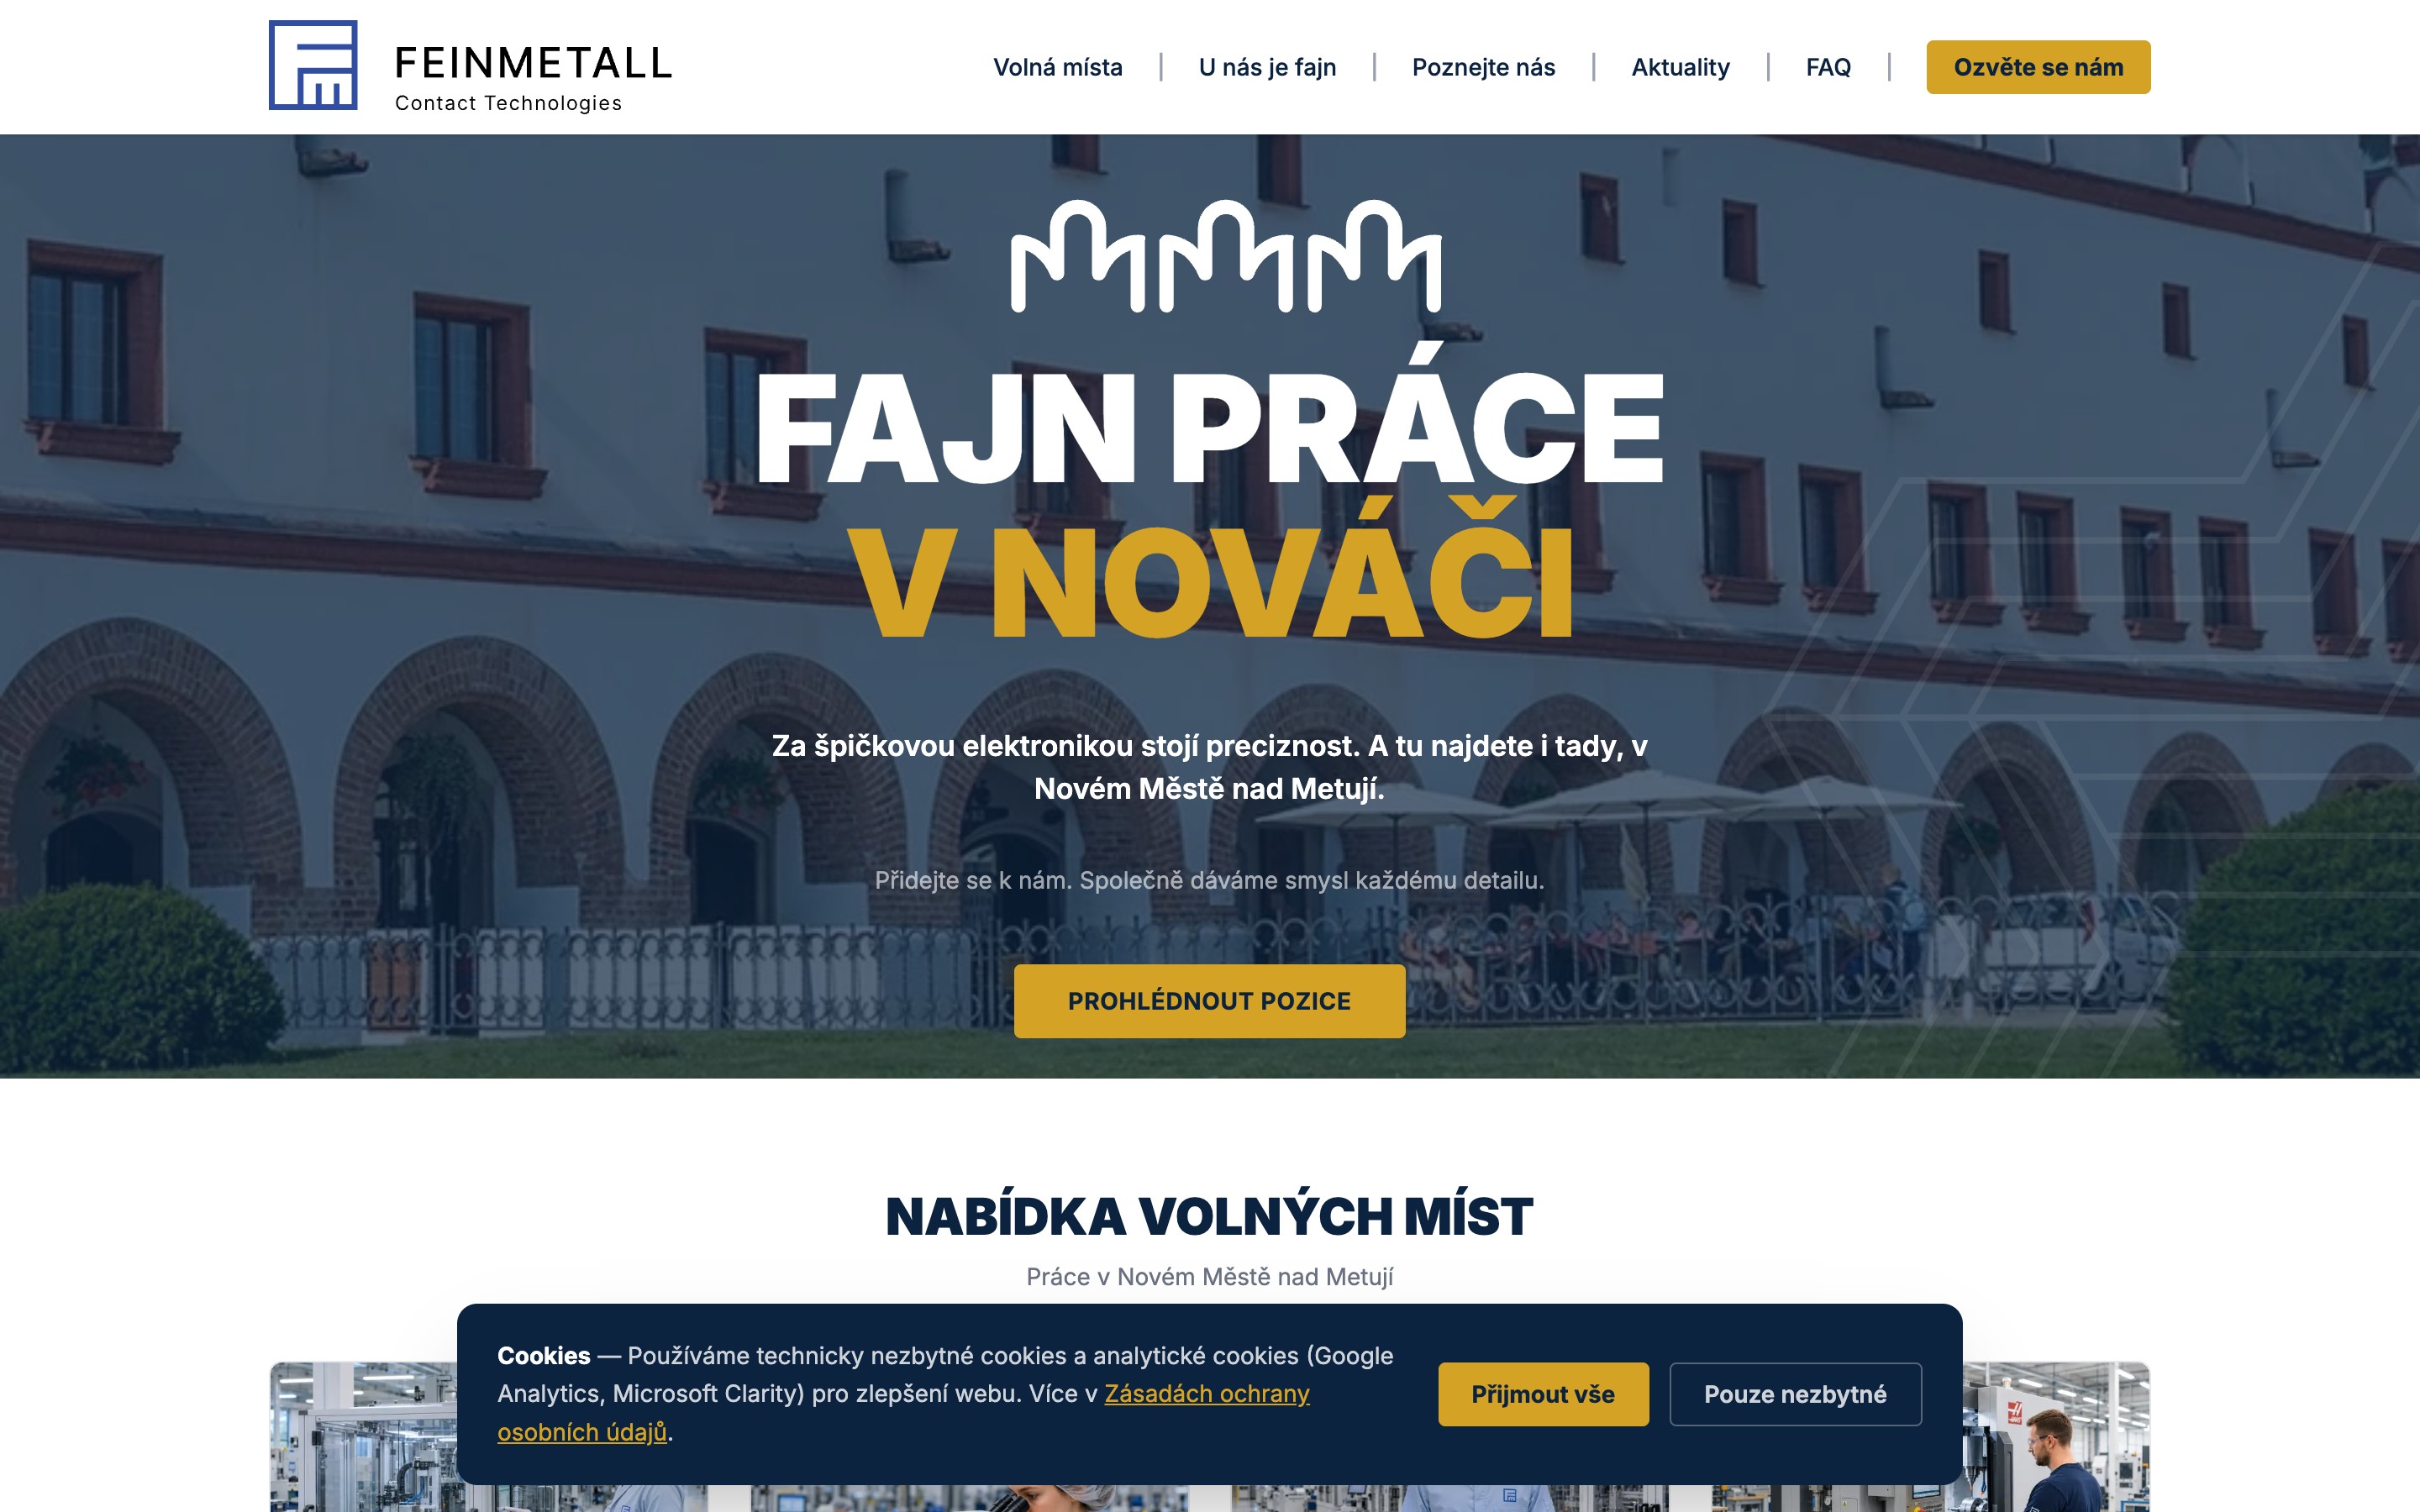 FEINMETALL
Contact Technologies
Volná místa
U nás je fajn
Poznejte nás
Aktuality
FAQ
Ozvěte se nám
FAJN PRÁCE
V NOVÁČI
Za špičkovou elektronikou stojí preciznost. A tu najdete i tady, v
Novém Městě nad Metují.
Přidejte se k nám. Společně dáváme smysl každému detailu.
PROHLÉDNOUT POZICE
NABÍDKA VOLNÝCH MÍST
Práce v Novém Městě nad Metují
Cookies — Používáme technicky nezbytné cookies a analytické cookies (Google
Analytics, Microsoft Clarity) pro zlepšení webu. Více v Zásadách ochrany
osobních údajů.
Přijmout vše
Pouze nezbytné